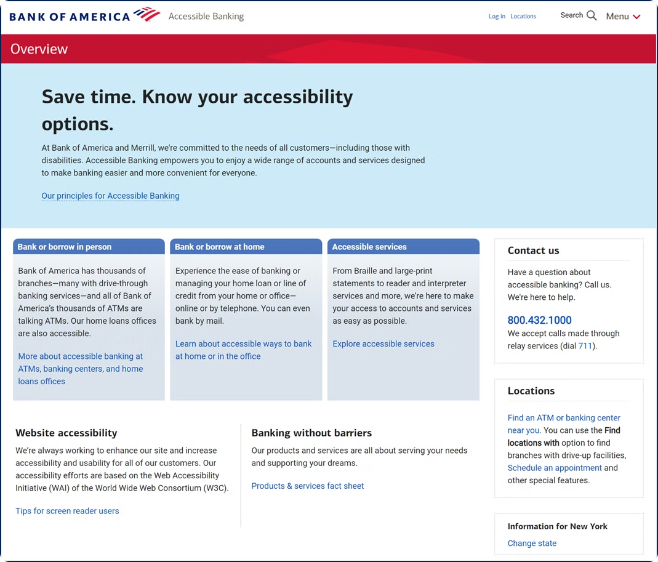 BANK OF AMERICA Accessible Banking
Log In Locations Search Menu
Overview
Save time. Know your accessibility
options.
At Bank of America and Merrill, we're committed to the needs of all customers—including those with
disabilities. Accessible Banking empowers you to enjoy a wide range of accounts and services designed
to make banking easier and more convenient for everyone.
Our principles for Accessible Banking
Bank or borrow in person
Bank of America has thousands of
branches—many with drive-through
banking services—and all of Bank of
America's thousands of ATMs are
talking ATMs. Our home loans offices
are also accessible.
More about accessible banking at
ATMs, banking centers, and home
loans offices
Bank or borrow at home
Experience the ease of banking or
managing your home loan or line of
credit from your home or office—
online or by telephone. You can even
bank by mail.
Learn about accessible ways to bank
at home or in the office
Accessible services
From Braille and large-print
statements to reader and interpreter
services and more, we're here to make
your access to accounts and services
as easy as possible.
Explore accessible services
Website accessibility
We're always working to enhance our site and increase
accessibility and usability for all of our customers. Our
accessibility efforts are based on the Web Accessibility
Initiative (WAI) of the World Wide Web Consortium (W3C).
Tips for screen reader users
Banking without barriers
Our products and services are all about serving your needs
and supporting your dreams.
Products & services fact sheet
Contact us
Have a question about
accessible banking? Call us.
We're here to help.
800.432.1000
We accept calls made through
relay services (dial 711).
Locations
Find an ATM or banking center
near you. You can use the Find
locations with option to find
branches with drive-up facilities,
Schedule an appointment and
other special features.
Information for New York
Change state